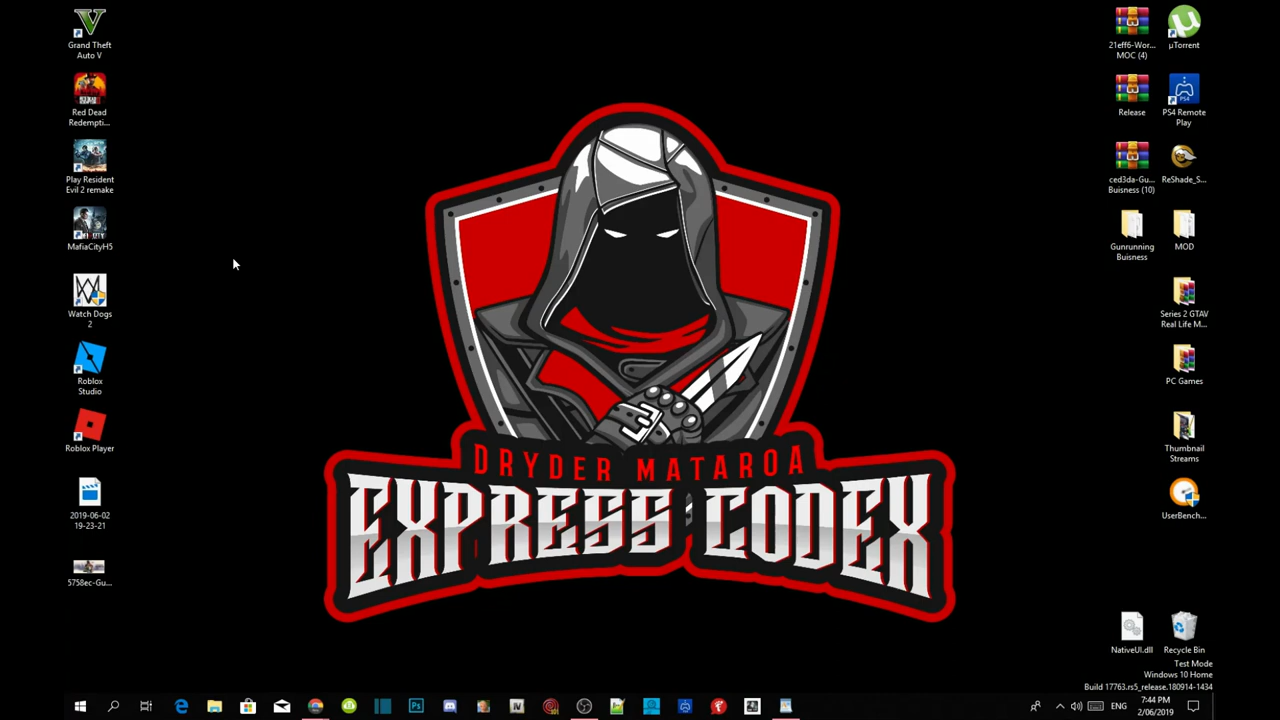 Grand Theft
Auto V
Red Dead
Redempti...
Play Resident
Evil 2 remake
MafiaCityH5
Watch Dogs
2
Roblox
Studio
Roblox Player
2019-06-02
19-23-21
5758ec-Gu...
DRYDER MATAROA
EXPRESS CODEX
21eff6-Wor...
MOC (4)
µTorrent
Release
PS4 Remote
Play
ced3da-Gu...
Buisness (10)
ReShade_S...
Gunrunning
Buisness
MOD
Series 2 GTAV
Real Life M...
PC Games
Thumbnail
Streams
UserBench...
NativeUI.dll
Recycle Bin
Test Mode
Windows 10 Home
Build 17763.rs5_release.180914-1434
Ps
IV
ENG
7:44 PM
2/06/2019